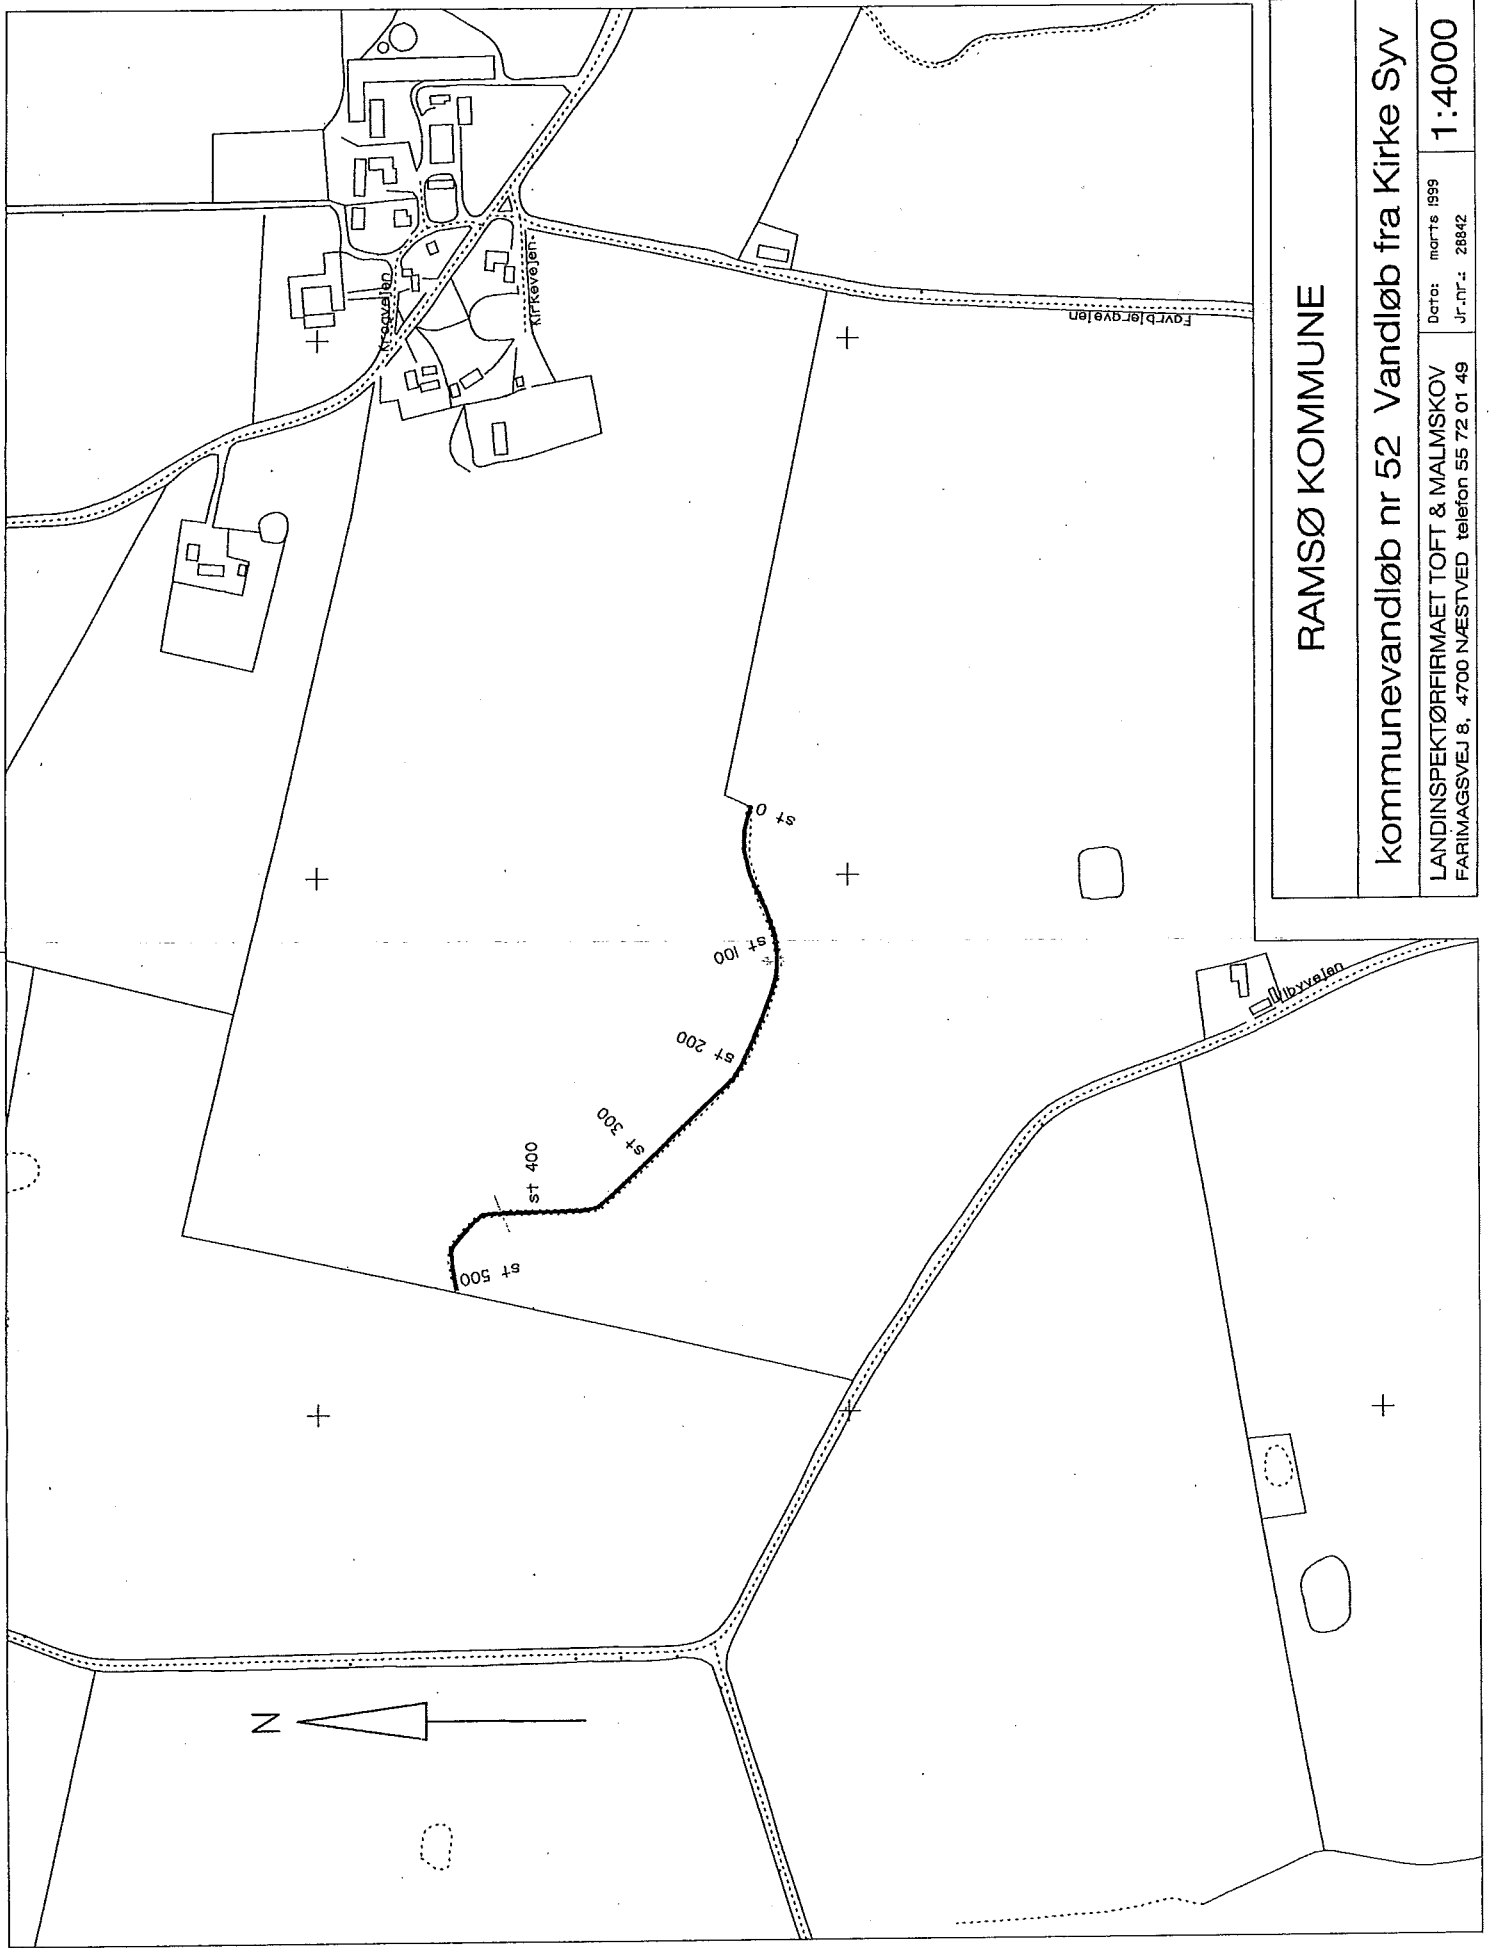 RAMSØ KOMMUNE
kommunevandløb nr 52 Vandløb fra Kirke Syv
LANDINSPEKTØRFIRMAET TOFT & MALMSKOV
FARIMAGSVEJ 8, 4700 NÆSTVED telefon 55 72 01 49
Dato: marts 1999
Jr.nr.: 28842
1:4000
Krogvejen
Kirkevejen
Favrbjergvejen
st 0
st 100
st 200
st 300
st 400
st 500
Vibyvejen
N